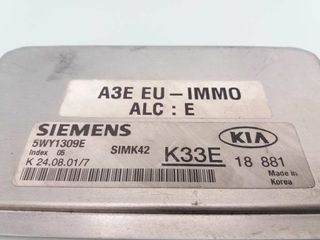 A3E EU-IMMO
ALC : E
SIEMENS
KIA
5WY1309E
Index 05
SIMK42
K33E
18 881
K 24.08.01/7
Made in
Korea